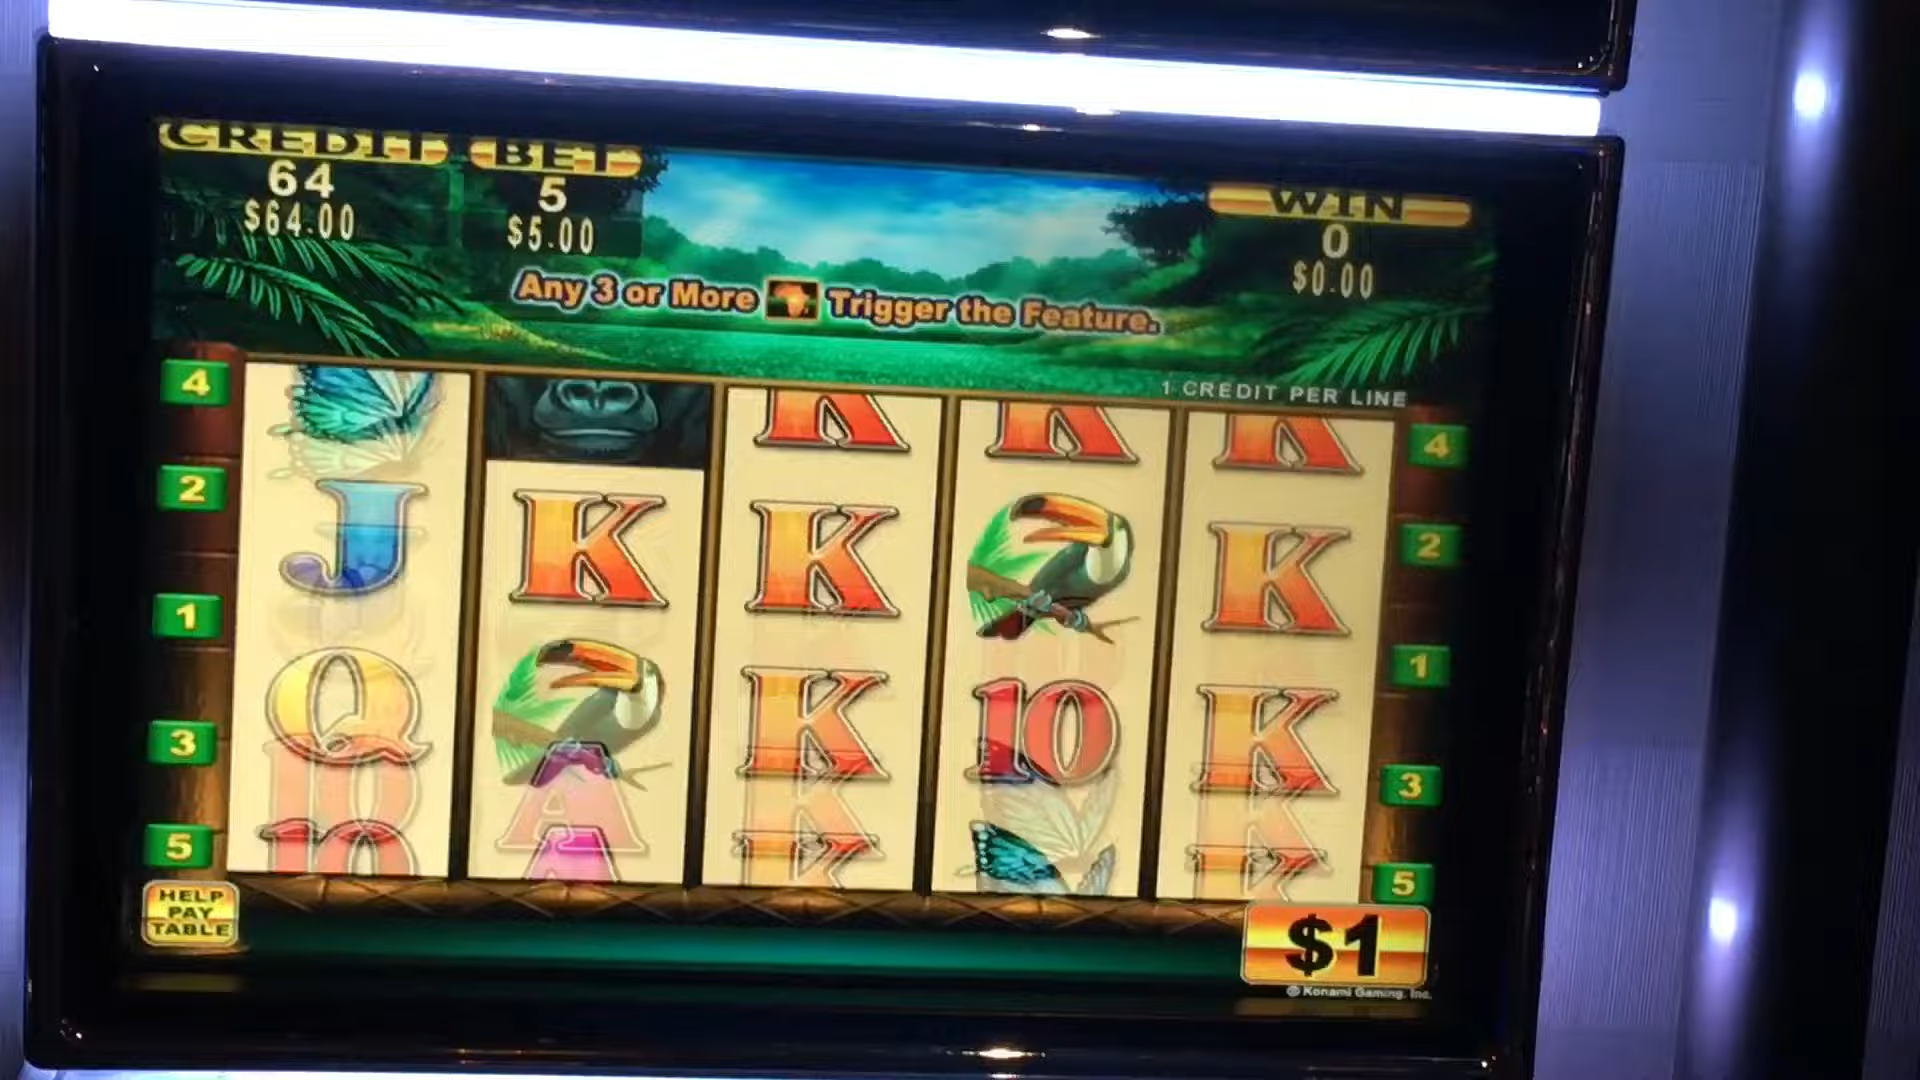 CREDIT BET WIN
64 5 0
$64.00 $5.00 $0.00
Any 3 or More Trigger the Feature.
1 CREDIT PER LINE
4 K K K 4
2 J K K K 2
1 1
Q K 10 K
3 3
10 A K K
5 10 A K K 5
HELP
PAY
TABLE
$1
© Konami Gaming, Inc.